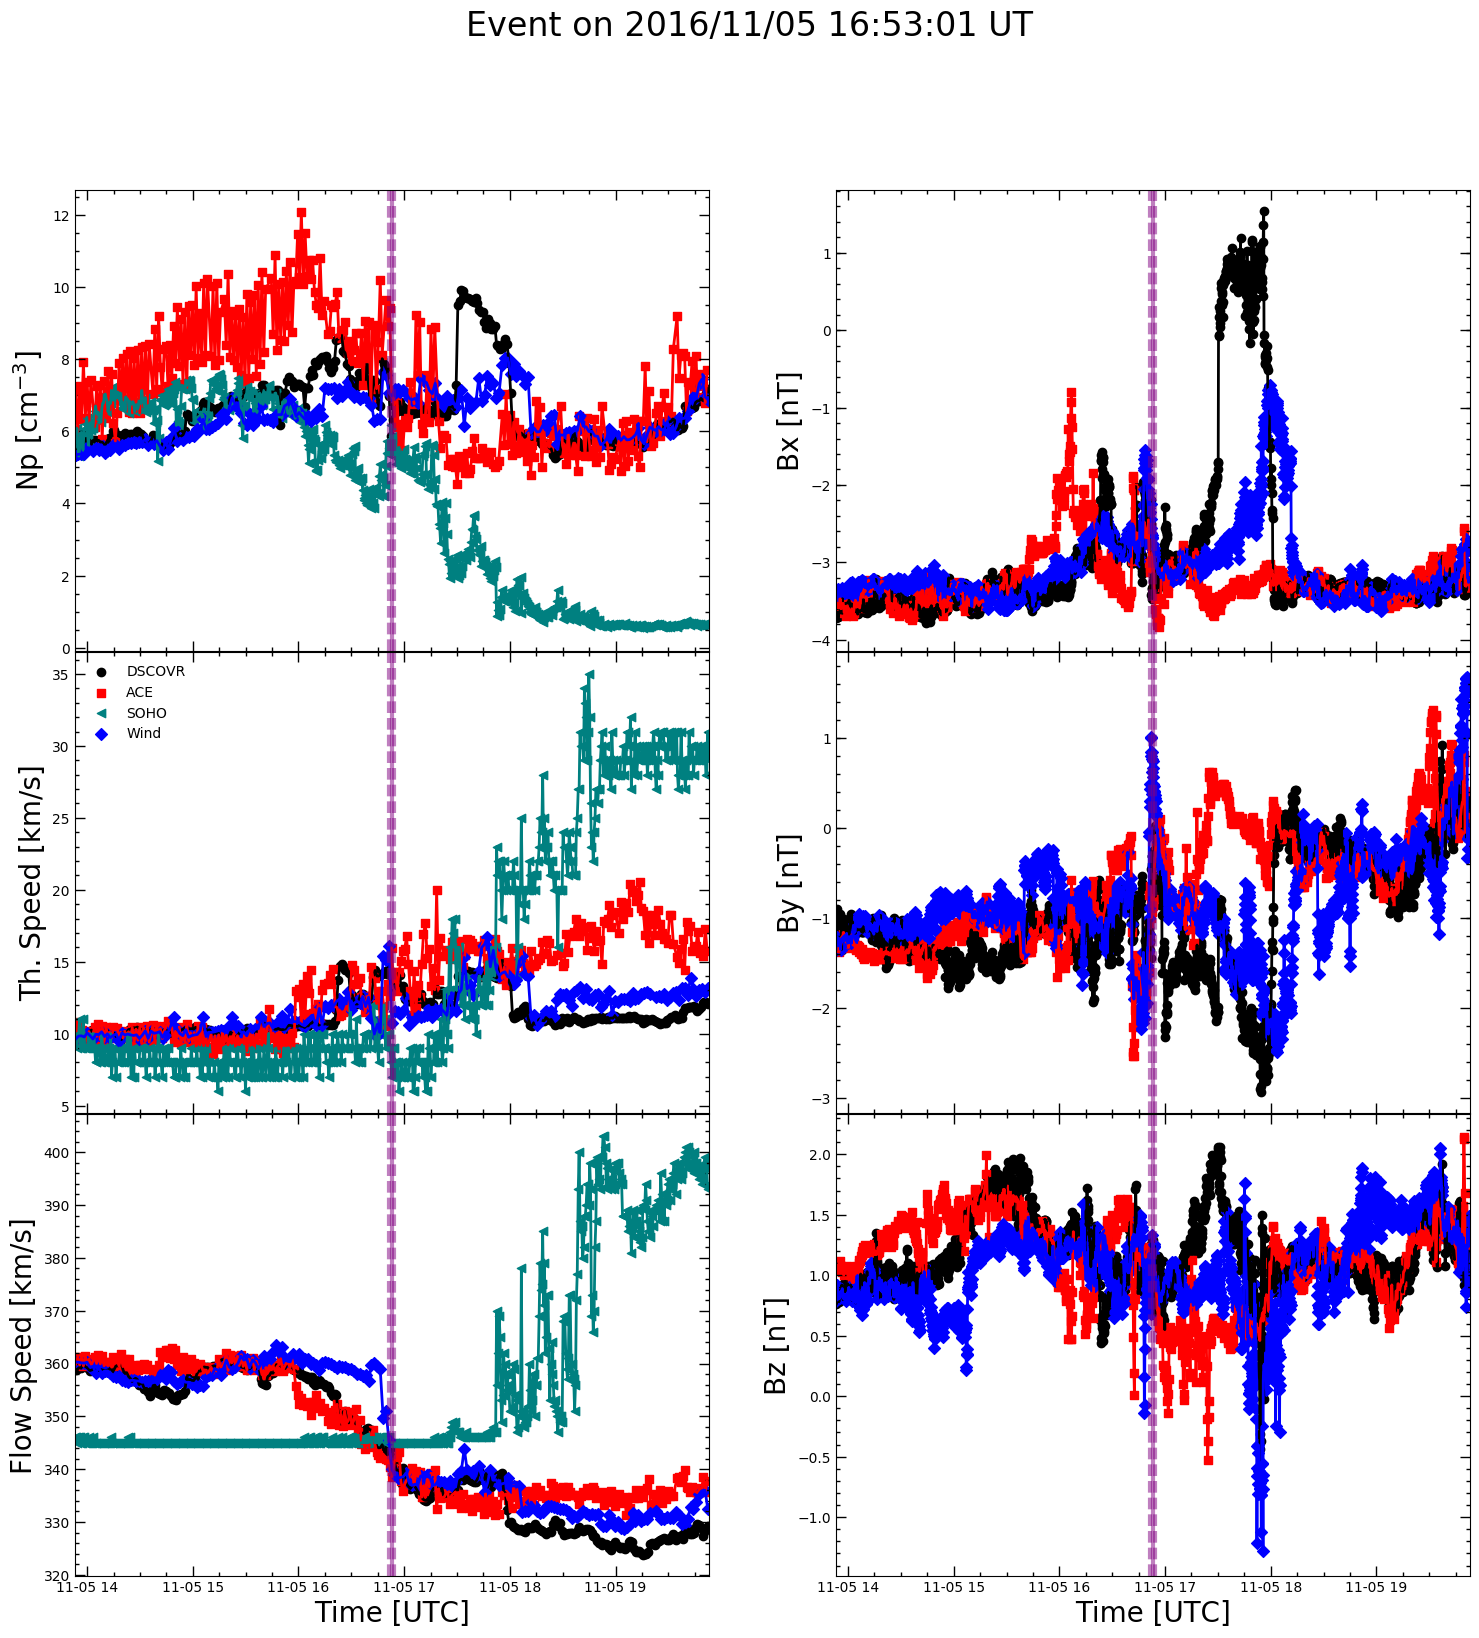 Event on 2016/11/05 16:53:01 UT
12
10
8
6
4
2
0
Np [cm⁻³]
35
30
25
20
15
10
5
Th. Speed [km/s]
DSCOVR
ACE
SOHO
Wind
400
390
380
370
360
350
340
330
320
Flow Speed [km/s]
11-05 14 11-05 15 11-05 16 11-05 17 11-05 18 11-05 19
Time [UTC]
1
0
−1
−2
−3
−4
Bx [nT]
1
0
−1
−2
−3
By [nT]
2.0
1.5
1.0
0.5
0.0
−0.5
−1.0
Bz [nT]
11-05 14 11-05 15 11-05 16 11-05 17 11-05 18 11-05 19
Time [UTC]